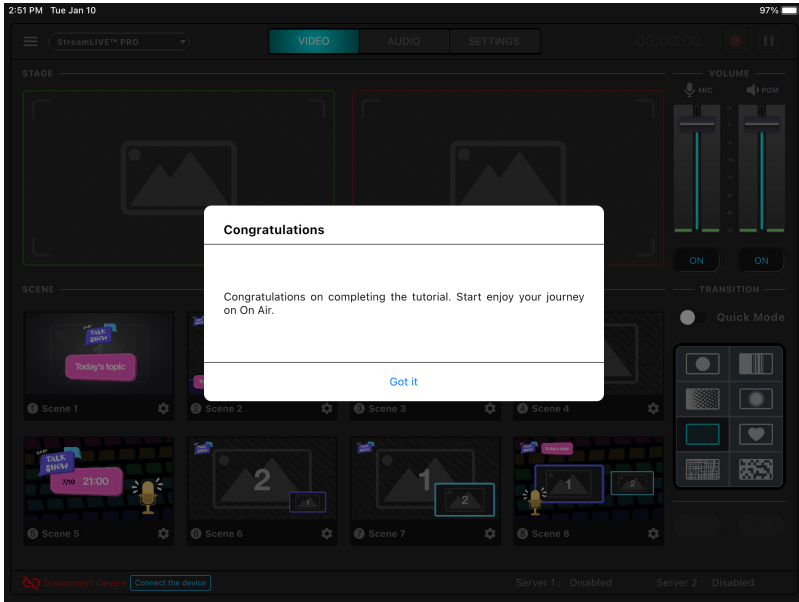 2:51 PM Tue Jan 10
97%
StreamLIVE™ PRO
VIDEO
AUDIO
SETTINGS
00:00:00
STAGE
VOLUME
MIC
PGM
Congratulations
Congratulations on completing the tutorial. Start enjoy your journey
on On Air.
Got it
ON
ON
SCENE
TRANSITION
Quick Mode
TALK
SHOW
Today's topic
1 Scene 1
2 Scene 2
3 Scene 3
4 Scene 4
TALK
SHOW
7/10 21:00
5 Scene 5
2
1
6 Scene 6
1
2
7 Scene 7
Today's topic
1
2
8 Scene 8
Disconnect Device
Connect the device
Server 1 : Disabled
Server 2 : Disabled